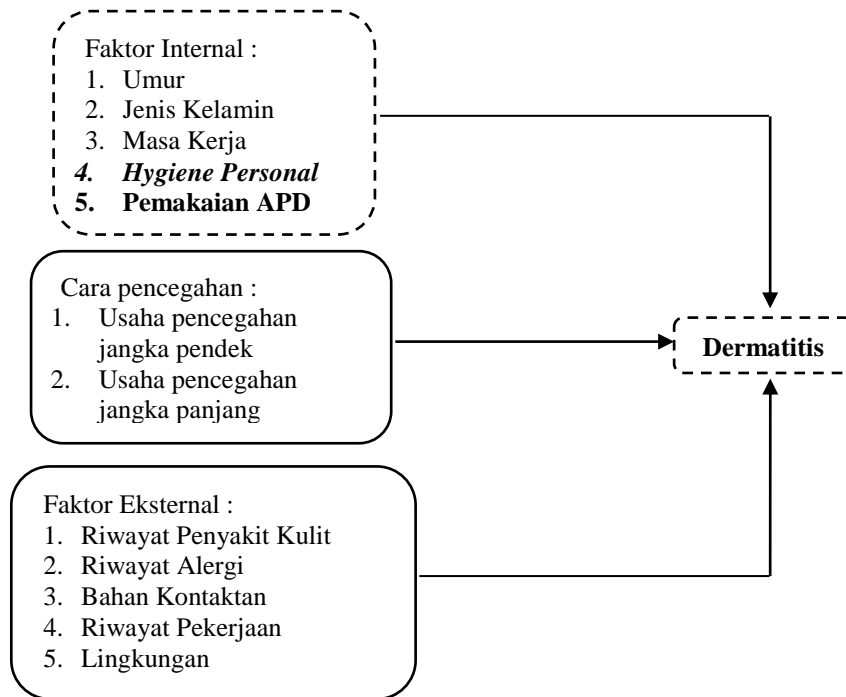 Faktor Internal :
1. Umur
2. Jenis Kelamin
3. Masa Kerja
4. Hygiene Personal
5. Pemakaian APD
Cara pencegahan :
1. Usaha pencegahan
jangka pendek
2. Usaha pencegahan
jangka panjang
Dermatitis
Faktor Eksternal :
1. Riwayat Penyakit Kulit
2. Riwayat Alergi
3. Bahan Kontaktan
4. Riwayat Pekerjaan
5. Lingkungan